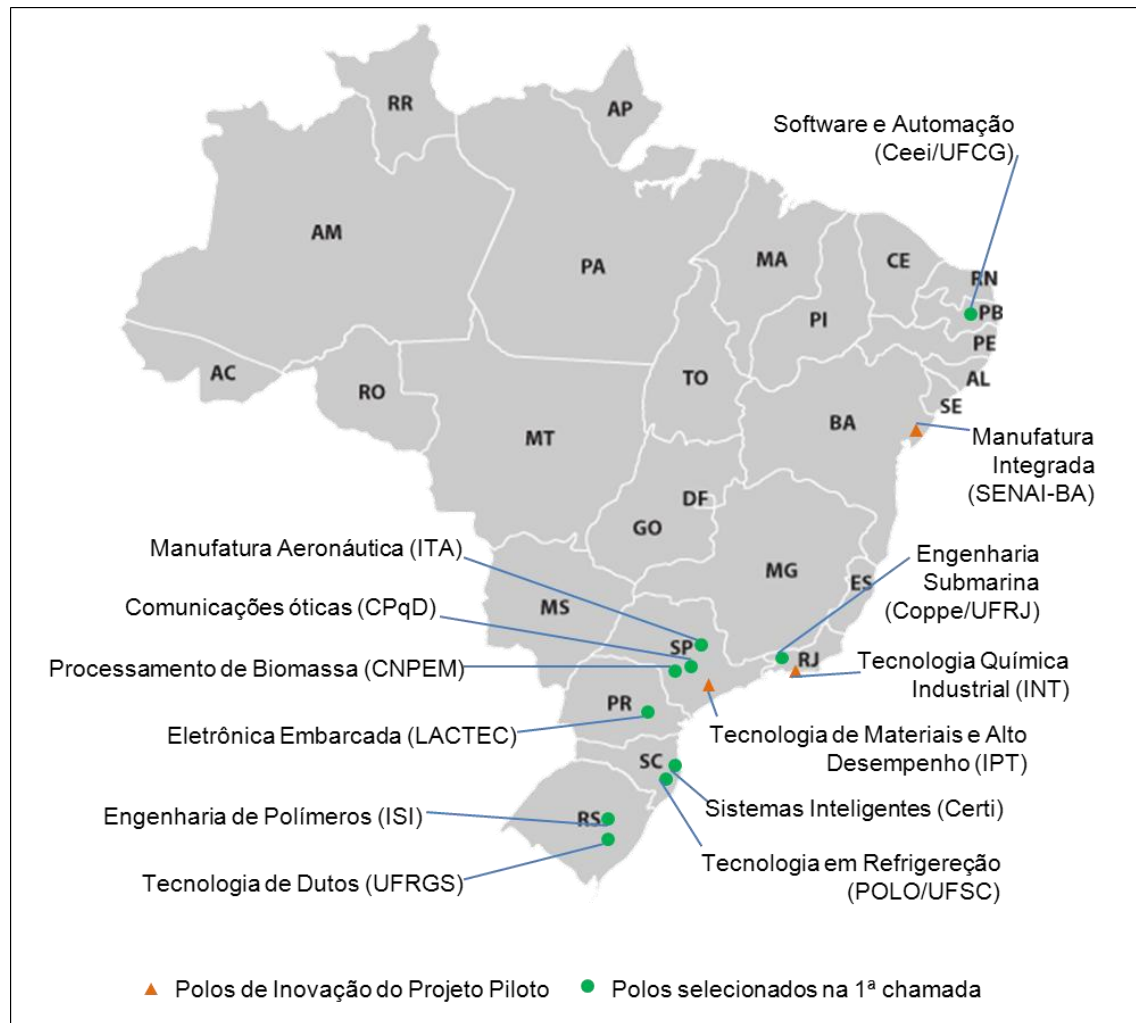 RR
AP
Software e Automação
(Ceei/UFCG)
AM
PA
MA
CE
RN
PB
PI
PE
AL
SE
AC
RO
TO
BA
MT
Manufatura
Integrada
(SENAI-BA)
DF
GO
Manufatura Aeronáutica (ITA)
MG
ES
Engenharia
Submarina
(Coppe/UFRJ)
MS
Comunicações óticas (CPqD)
SP
RJ
Processamento de Biomassa (CNPEM)
Tecnologia Química
Industrial (INT)
PR
Eletrônica Embarcada (LACTEC)
Tecnologia de Materiais e Alto
Desempenho (IPT)
SC
Sistemas Inteligentes (Certi)
Engenharia de Polímeros (ISI)
RS
Tecnologia em Refrigereção
(POLO/UFSC)
Tecnologia de Dutos (UFRGS)
Polos de Inovação do Projeto Piloto
Polos selecionados na 1ª chamada